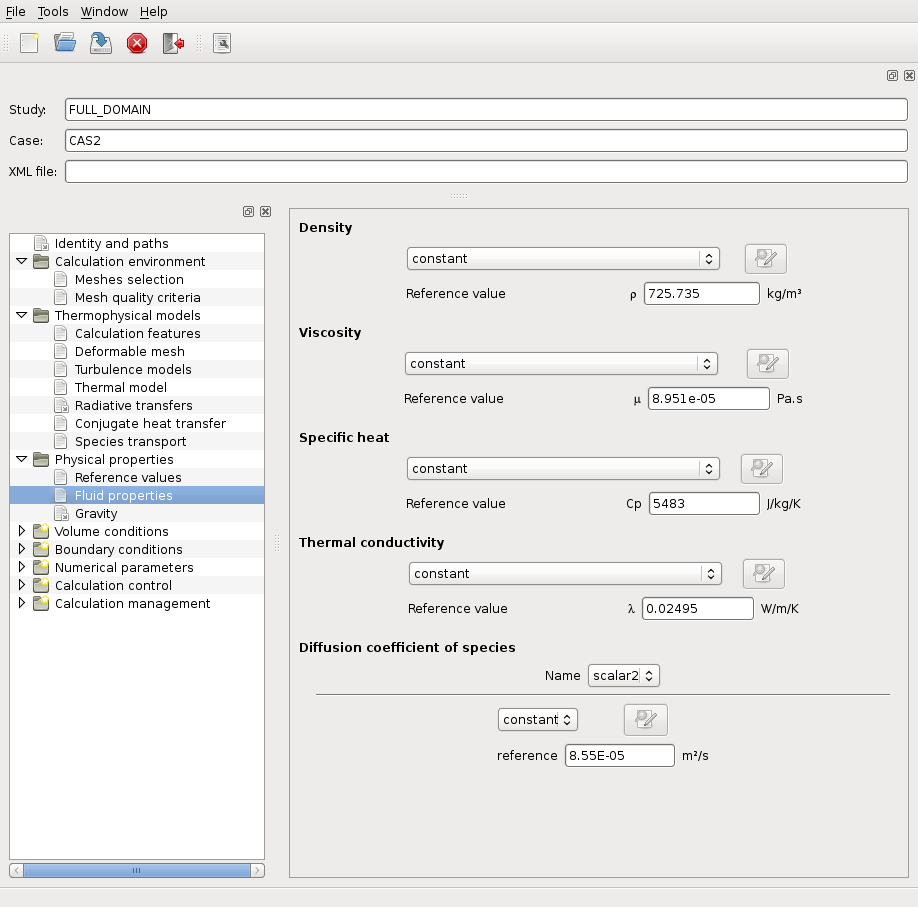 File Tools Window Help
Study: FULL_DOMAIN
Case: CAS2
XML file:
Identity and paths
Calculation environment
Meshes selection
Mesh quality criteria
Thermophysical models
Calculation features
Deformable mesh
Turbulence models
Thermal model
Radiative transfers
Conjugate heat transfer
Species transport
Physical properties
Reference values
Fluid properties
Gravity
Volume conditions
Boundary conditions
Numerical parameters
Calculation control
Calculation management
Density
constant
Reference value ρ 725.735 kg/m³
Viscosity
constant
Reference value μ 8.951e-05 Pa.s
Specific heat
constant
Reference value Cp 5483 J/kg/K
Thermal conductivity
constant
Reference value λ 0.02495 W/m/K
Diffusion coefficient of species
Name scalar2
constant
reference 8.55E-05 m²/s